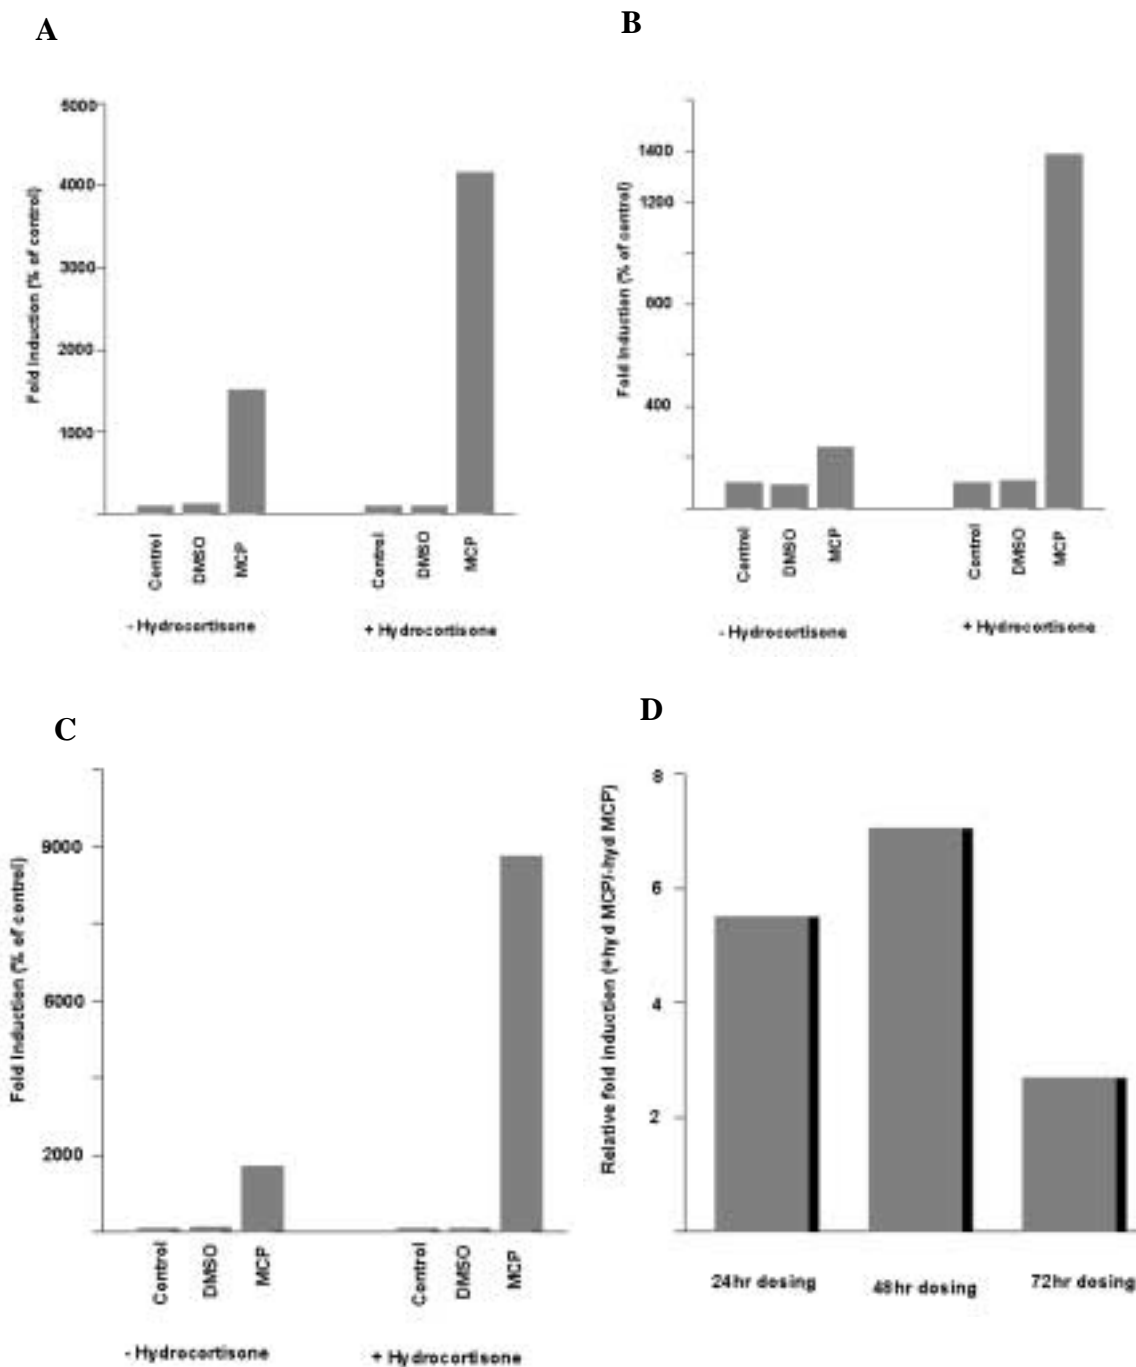 A
5000
4000
3000
2000
1000
Fold Induction (% of control)
Control
DMSO
MCP
Control
DMSO
MCP
- Hydrocortisone
+ Hydrocortisone
B
1400
1200
800
400
Fold Induction (% of control)
Control
DMSO
MCP
Control
DMSO
MCP
- Hydrocortisone
+ Hydrocortisone
C
9000
6000
2000
Fold Induction (% of control)
Control
DMSO
MCP
Control
DMSO
MCP
- Hydrocortisone
+ Hydrocortisone
D
8
6
4
2
Relative fold induction (+hyd MCP/-hyd MCP)
24hr dosing
48hr dosing
72hr dosing